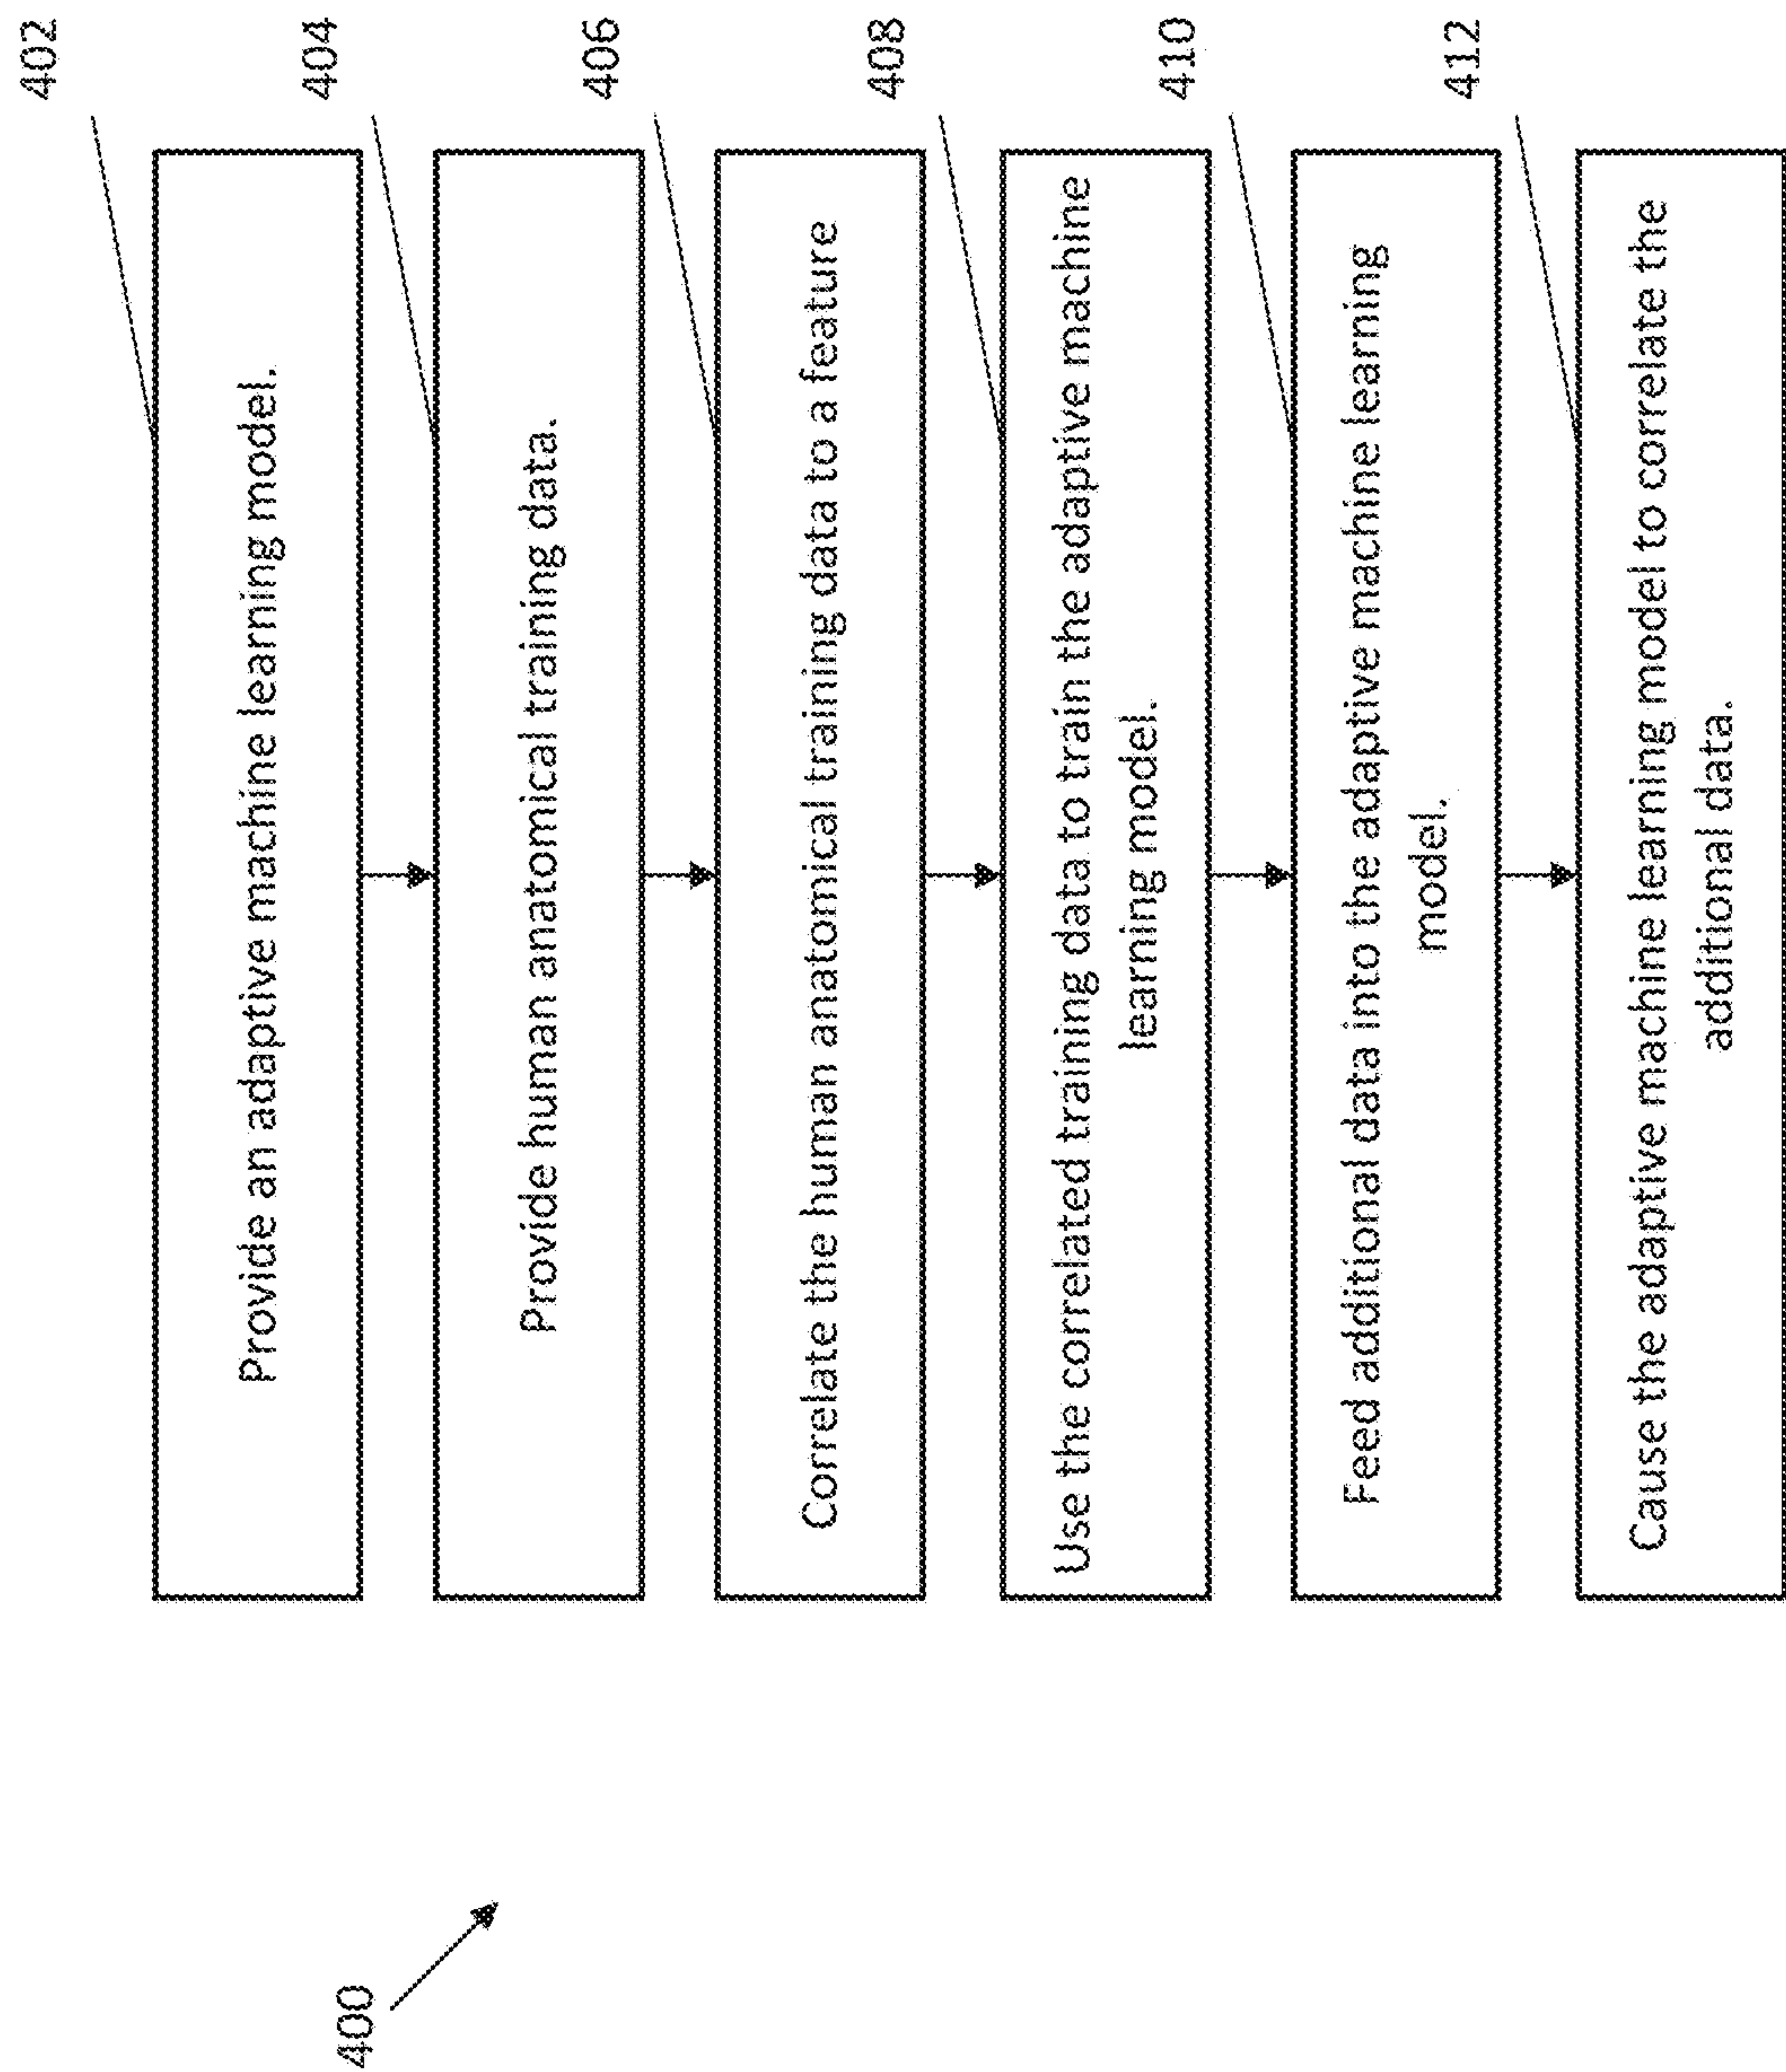 400
402
Provide an adaptive machine learning model.
404
Provide human anatomical training data.
406
Correlate the human anatomical training data to a feature
408
Use the correlated training data to train the adaptive machine
learning model.
410
Feed additional data into the adaptive machine learning
model.
412
Cause the adaptive machine learning model to correlate the
additional data.